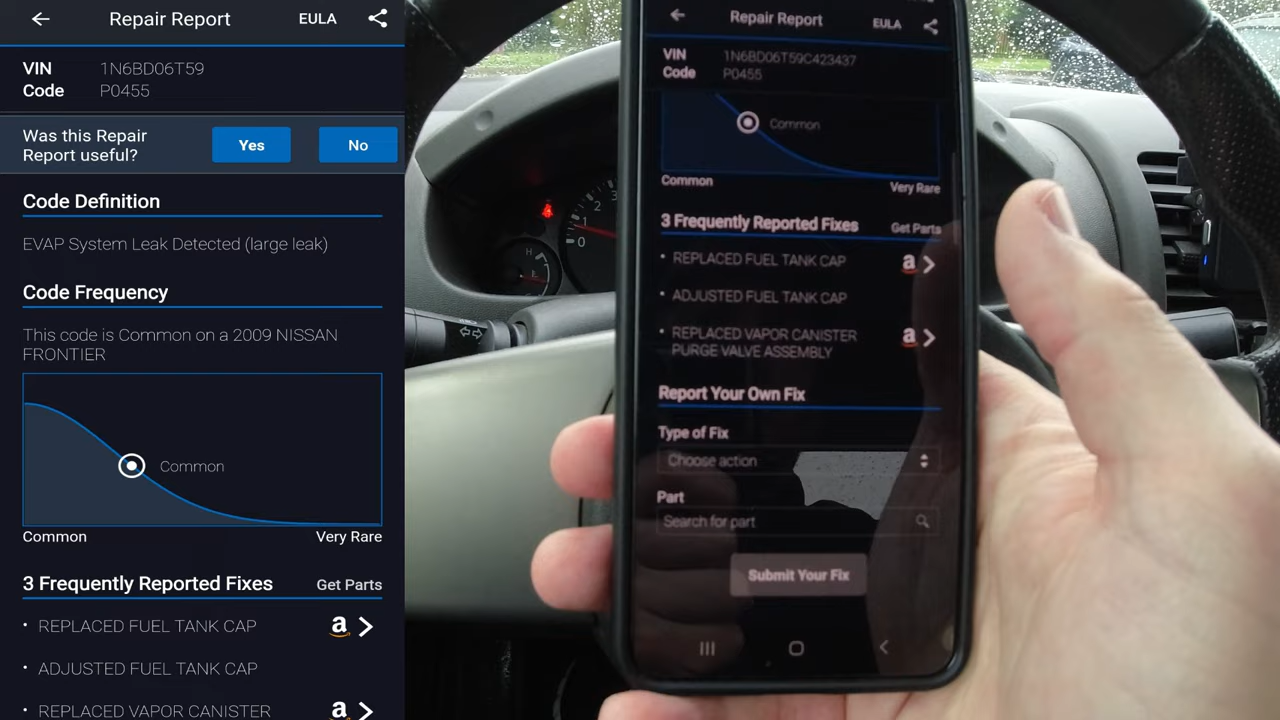 Repair Report
EULA
VIN 1N6BD06T59
Code P0455
Was this Repair
Report useful?
Yes
No
Code Definition
EVAP System Leak Detected (large leak)
Code Frequency
This code is Common on a 2009 NISSAN
FRONTIER
Common
Common
Very Rare
3 Frequently Reported Fixes
Get Parts
• REPLACED FUEL TANK CAP
a
• ADJUSTED FUEL TANK CAP
• REPLACED VAPOR CANISTER
a
Repair Report
EULA
VIN 1N6BD06T59C423437
Code P0455
Common
Common
Very Rare
3 Frequently Reported Fixes
Get Parts
• REPLACED FUEL TANK CAP
a
• ADJUSTED FUEL TANK CAP
• REPLACED VAPOR CANISTER
PURGE VALVE ASSEMBLY
a
Report Your Own Fix
Type of Fix
Choose action
Part
Search for part
Submit Your Fix
0
1
2
3
H
E